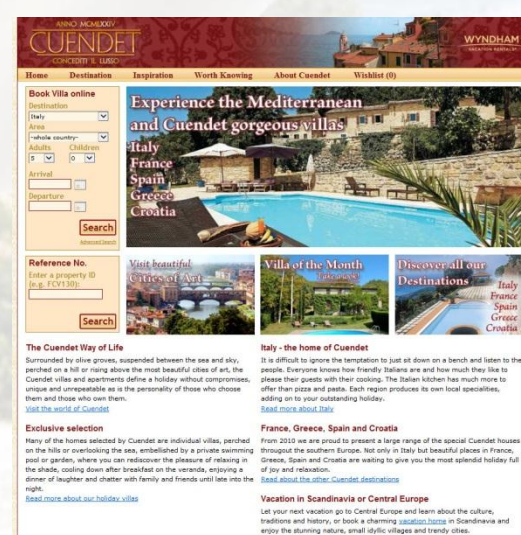 ANNO MCMLXXIV
CUENDET
CONCEDITI IL LUSSO
WYNDHAM
VACATION RENTALS
Home Destination Inspiration Worth Knowing About Cuendet Wishlist (0)
Book Villa online
Destination
Italy
Area
-whole country-
Adults Children
5 0
Arrival
Departure
Search
Advanced Search
Experience the Mediterranean
and Cuendet gorgeous villas
Italy
France
Spain
Greece
Croatia
Reference No.
Enter a property ID
(e.g. FCV130):
Search
Visit beautiful
Cities of Art
Villa of the Month
Take a look
Discover all our
Destinations
Italy
France
Spain
Greece
Croatia
The Cuendet Way of Life
Surrounded by olive groves, suspended between the sea and sky,
perched on a hill or rising above the most beautiful cities of art, the
Cuendet villas and apartments define a holiday without compromises,
unique and unrepeatable as is the personality of those who choose
them and those who own them.
Visit the world of Cuendet
Exclusive selection
Many of the homes selected by Cuendet are individual villas, perched
on the hills or overlooking the sea, embellished by a private swimming
pool or garden, where you can rediscover the pleasure of relaxing in
the shade, cooling down after breakfast on the veranda, enjoying a
dinner of laughter and chatter with family and friends until late into the
night.
Read more about our holiday villas
Italy - the home of Cuendet
It is difficult to ignore the temptation to just sit down on a bench and listen to the
people. Everyone knows how friendly Italians are and how much they like to
please their guests with their cooking. The Italian kitchen has much more to
offer than pizza and pasta. Each region produces its own local specialities,
adding on to your outstanding holiday.
Read more about Italy
France, Greece, Spain and Croatia
From 2010 we are proud to present a large range of the special Cuendet houses
througout the southern Europe. Not only in Italy but beautiful places in France,
Greece, Spain and Croatia are waiting to give you the most splendid holiday full
of joy and relaxation.
Read about the other Cuendet destinations
Vacation in Scandinavia or Central Europe
Let your next vacation go to Central Europe and learn about the culture,
traditions and history, or book a charming vacation home in Scandinavia and
enjoy the stunning nature, small idyllic villages and trendy cities.